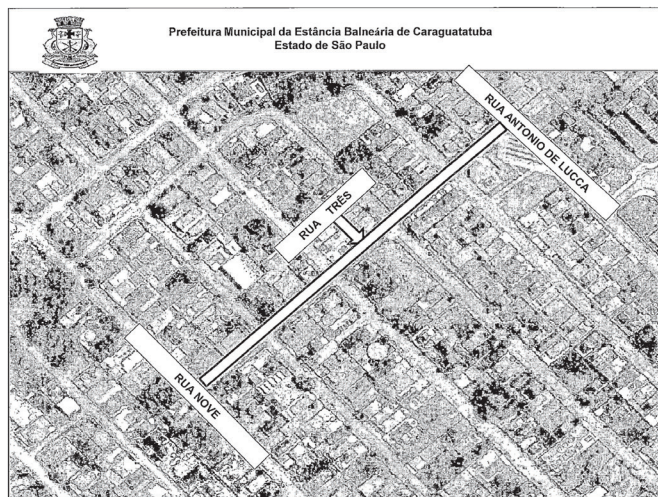 Prefeitura Municipal da Estância Balneária de Caraguatatuba
Estado de São Paulo
RUA ANTONIO DE LUCCA
RUA TRÊS
RUA NOVE